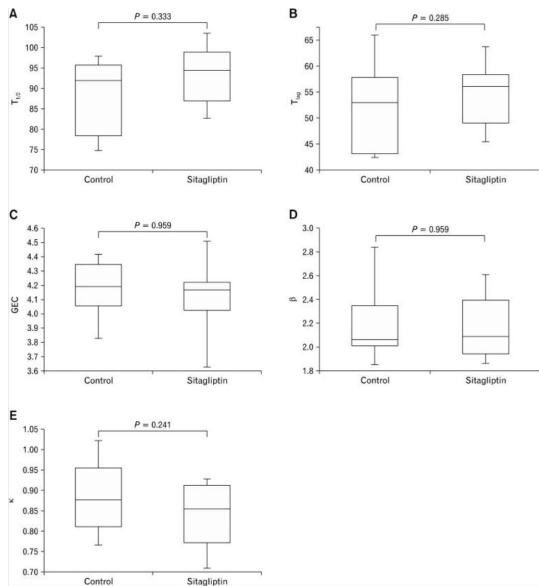 A
P = 0.333
T1/2
105
100
95
90
85
80
75
70
Control
Sitagliptin
B
P = 0.285
Tlag
65
60
55
50
45
40
Control
Sitagliptin
C
P = 0.959
GEC
4.6
4.5
4.4
4.3
4.2
4.1
4.0
3.9
3.8
3.7
3.6
Control
Sitagliptin
D
P = 0.959
β
3.0
2.8
2.6
2.4
2.2
2.0
1.8
Control
Sitagliptin
E
P = 0.241
κ
1.05
1.00
0.95
0.90
0.85
0.80
0.75
0.70
Control
Sitagliptin